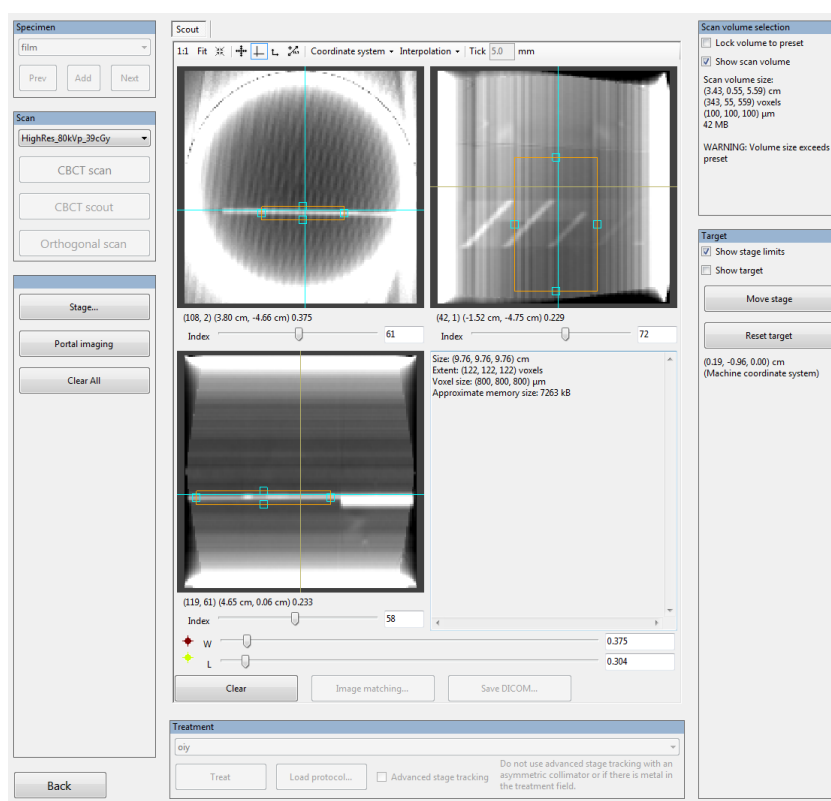 Specimen
film
Prev Add Next
Scan
HighRes_80kVp_39cGy
CBCT scan
CBCT scout
Orthogonal scan
Stage...
Portal imaging
Clear All
Back
Scout
1:1 Fit Coordinate system Interpolation Tick 5.0 mm
(108, 2) (3.80 cm, -4.66 cm) 0.375
Index 61
(42, 1) (-1.52 cm, -4.75 cm) 0.229
Index 72
Size: (9.76, 9.76, 9.76) cm
Extent: (122, 122, 122) voxels
Voxel size: (800, 800, 800) µm
Approximate memory size: 7263 kB
(119, 61) (4.65 cm, 0.06 cm) 0.233
Index 58
W 0.375
L 0.304
Clear Image matching... Save DICOM...
Treatment
oiy
Treat Load protocol... Advanced stage tracking
Do not use advanced stage tracking with an
asymmetric collimator or if there is metal in
the treatment field.
Scan volume selection
Lock volume to preset
Show scan volume
Scan volume size:
(3.43, 0.55, 5.59) cm
(343, 55, 559) voxels
(100, 100, 100) µm
42 MB
WARNING: Volume size exceeds
preset
Target
Show stage limits
Show target
Move stage
Reset target
(0.19, -0.96, 0.00) cm
(Machine coordinate system)